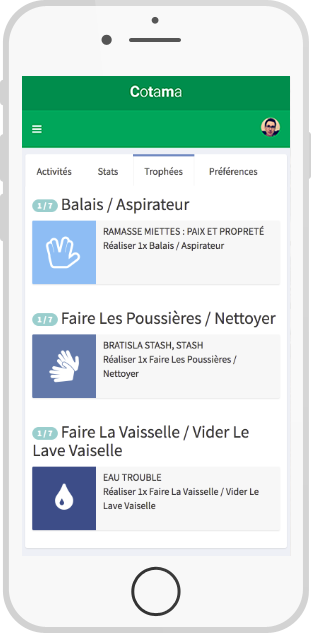 Cotama
Activités Stats Trophées Préférences
1 / 7 Balais / Aspirateur
RAMASSE MIETTES : PAIX ET PROPRETÉ
Réaliser 1x Balais / Aspirateur
1 / 7 Faire Les Poussières / Nettoyer
BRATISLA STASH, STASH
Réaliser 1x Faire Les Poussières /
Nettoyer
1 / 7 Faire La Vaisselle / Vider Le
Lave Vaiselle
EAU TROUBLE
Réaliser 1x Faire La Vaisselle / Vider Le
Lave Vaiselle